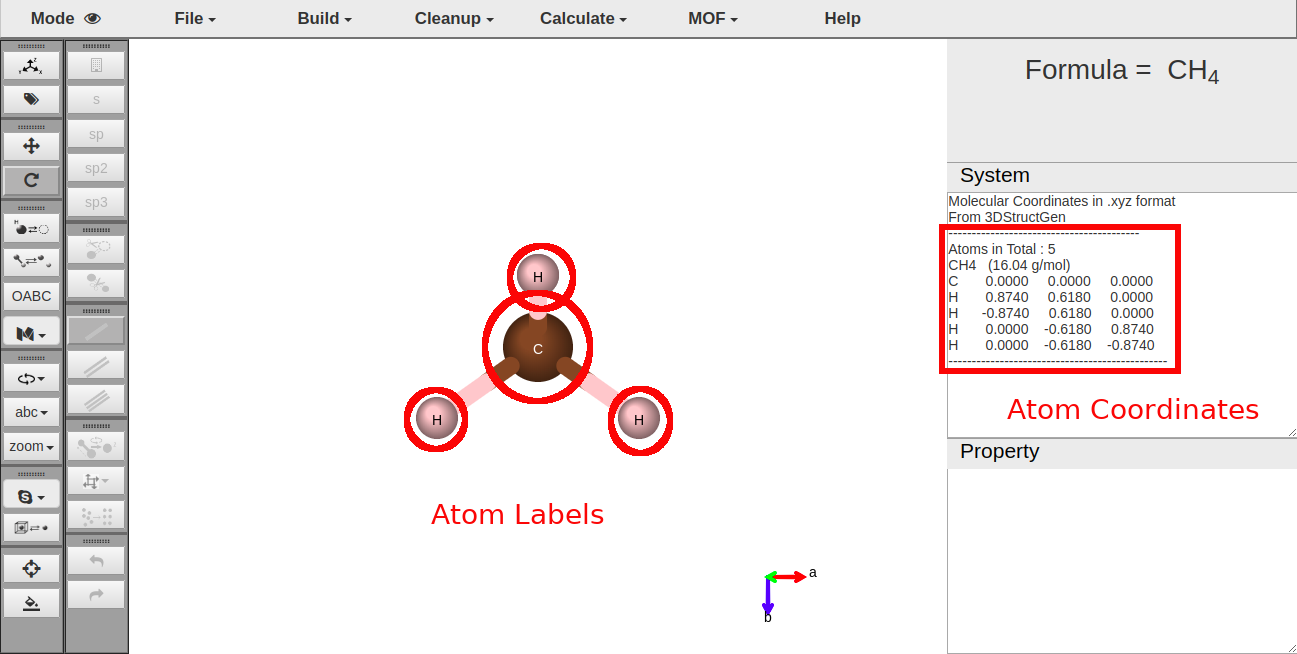 Mode File Build Cleanup Calculate MOF Help
Formula = CH4
System
Molecular Coordinates in .xyz format
From 3DStructGen
----------------------------------------
Atoms in Total : 5
CH4 (16.04 g/mol)
C 0.0000 0.0000 0.0000
H 0.8740 0.6180 0.0000
H -0.8740 0.6180 0.0000
H 0.0000 -0.6180 0.8740
H 0.0000 -0.6180 -0.8740
----------------------------------------------
Atom Coordinates
Property
z
Y
X
H
OABC
abc
zoom
S
s
sp
sp2
sp3
H
C
H
H
Atom Labels
a
b